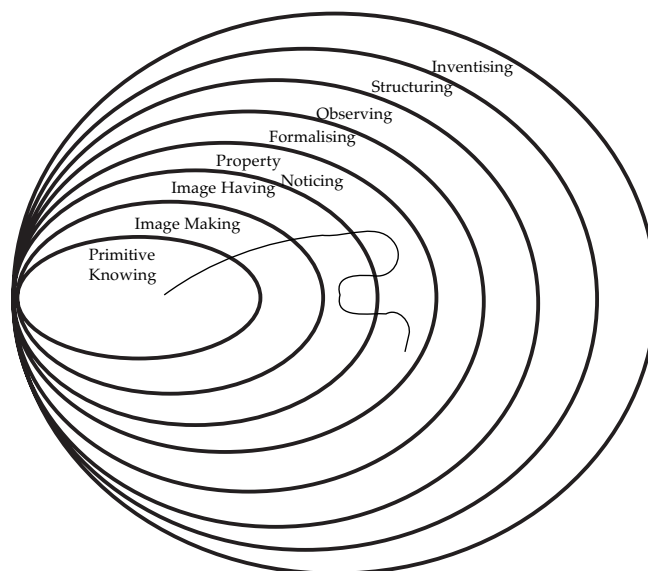 Inventising
Structuring
Observing
Formalising
Property
Noticing
Image Having
Image Making
Primitive
Knowing